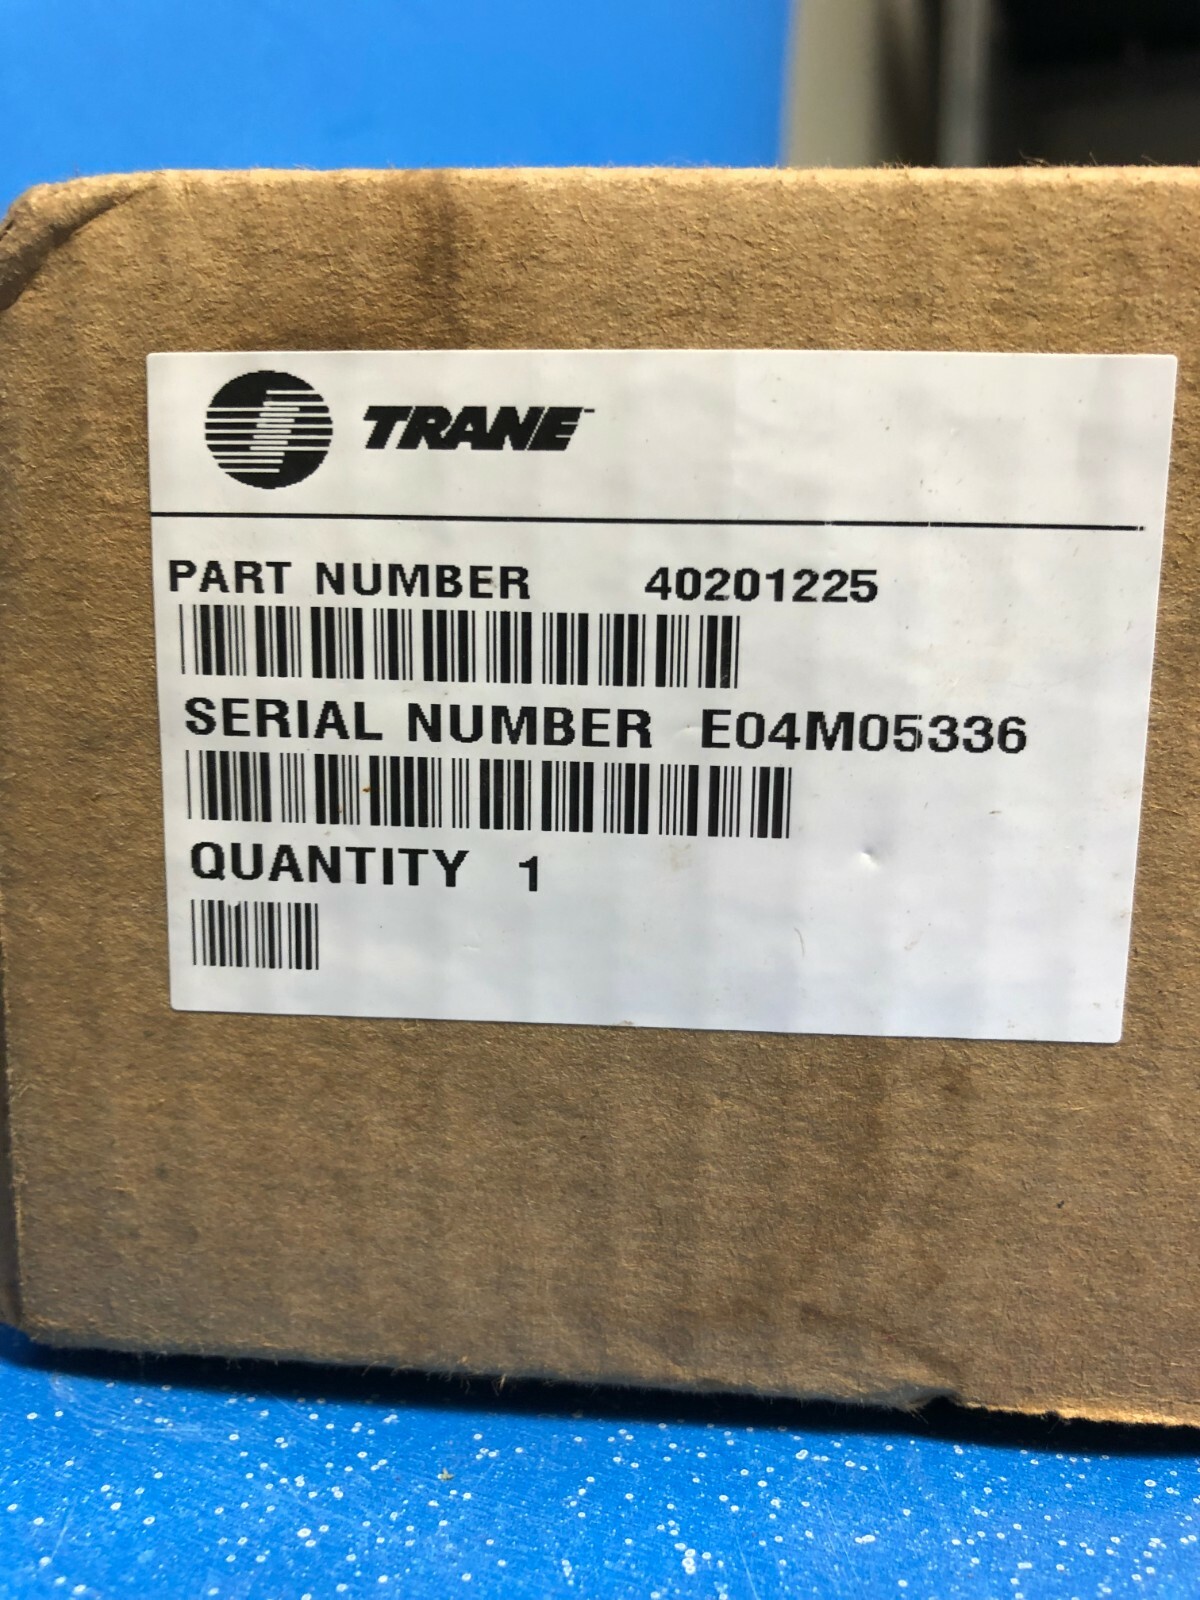 TRANE
PART NUMBER 40201225
SERIAL NUMBER E04M05336
QUANTITY 1